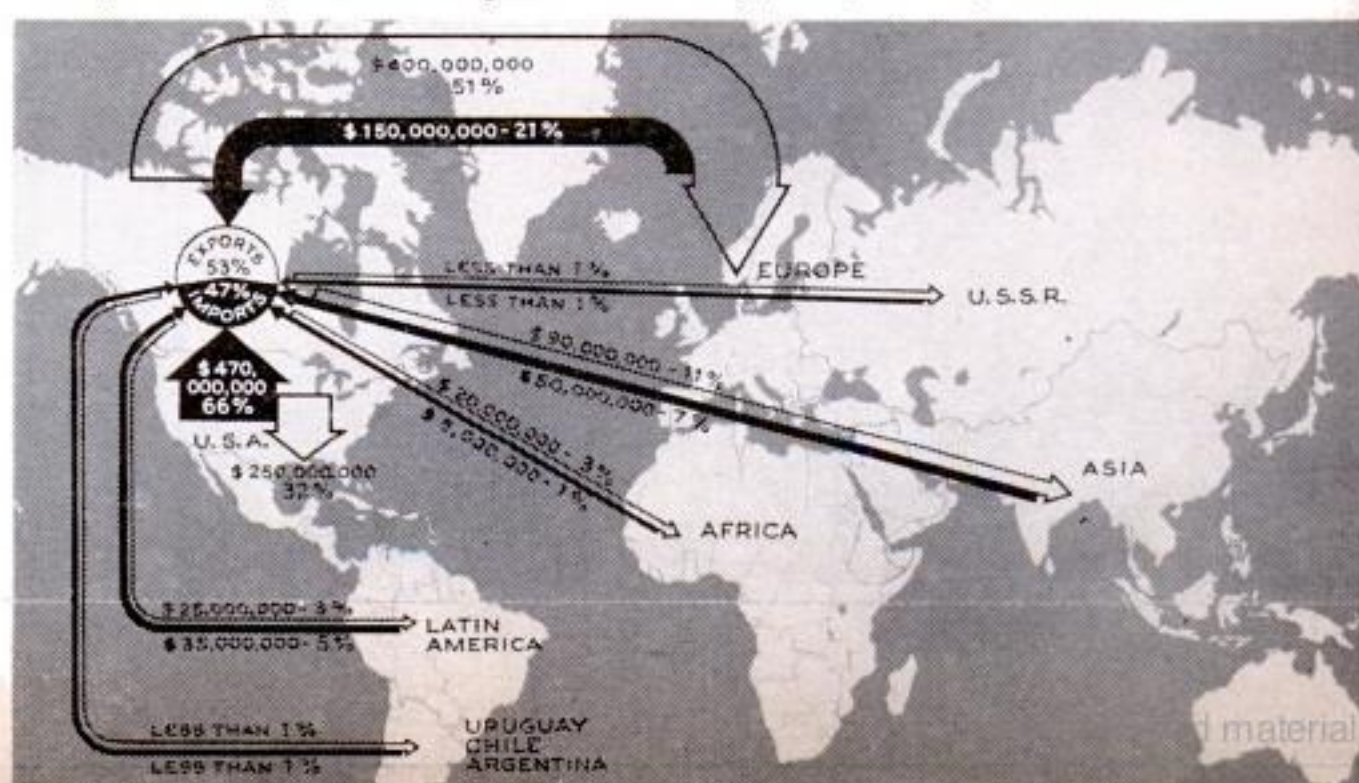 $400,000,000
51%
$150,000,000-21%
EXPORTS
53%
47%
IMPORTS
LESS THAN 1%
EUROPE
U.S.S.R.
LESS THAN 1%
$90,000,000-11%
$50,000,000-7%
$470,
000,000
66%
U.S.A.
$250,000,000
32%
$20,000,000-3%
$5,000,000-1%
ASIA
AFRICA
$25,000,000-3%
LATIN
$35,000,000-5%
AMERICA
LESS THAN 1%
URUGUAY
CHILE
LESS THAN 1%
ARGENTINA
d material